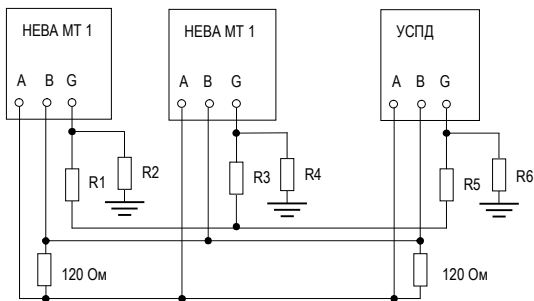 НЕВА МТ 1
НЕВА МТ 1
УСПД
A B G
A B G
A B G
R1
R2
R3
R4
R5
R6
120 Ом
120 Ом